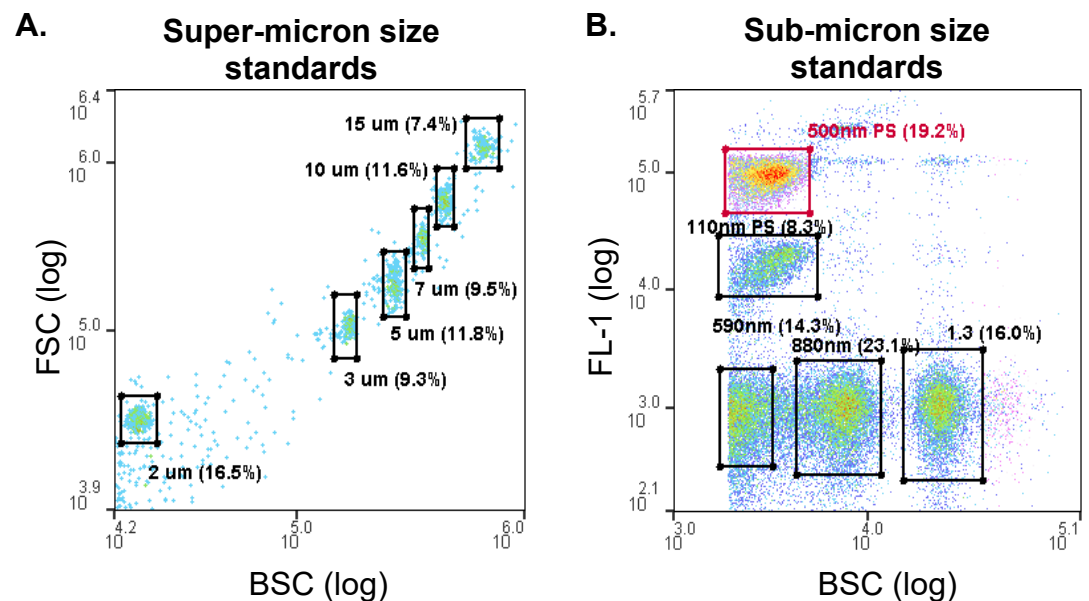 A.
Super-micron size
standards
FSC (log)
10 6.4
10 6.0
10 5.0
10 3.9
15 um (7.4%)
10 um (11.6%)
7 um (9.5%)
5 um (11.8%)
3 um (9.3%)
2 um (16.5%)
10 4.2
10 5.0
10 6.0
BSC (log)
B.
Sub-micron size
standards
FL-1 (log)
10 5.7
10 5.0
10 4.0
10 3.0
10 2.1
500nm PS (19.2%)
110nm PS (8.3%)
590nm (14.3%)
880nm (23.1%)
1.3 (16.0%)
10 3.0
10 4.0
10 5.1
BSC (log)